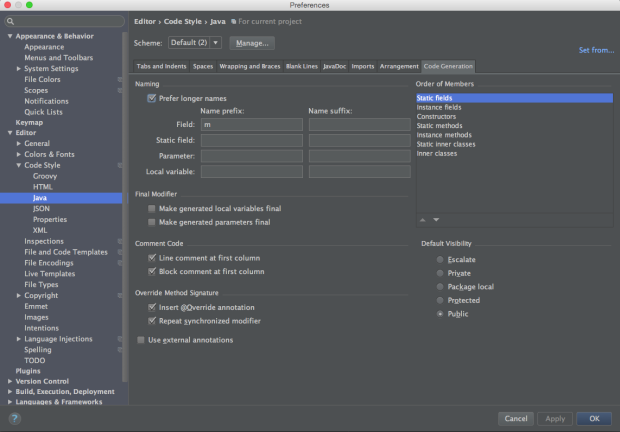 Preferences
Editor › Code Style › Java For current project
Scheme: Default (2) Manage...
Set from...
Tabs and Indents Spaces Wrapping and Braces Blank Lines JavaDoc Imports Arrangement Code Generation
Appearance & Behavior
Appearance
Menus and Toolbars
System Settings
File Colors
Scopes
Notifications
Quick Lists
Keymap
Editor
General
Colors & Fonts
Code Style
Groovy
HTML
Java
JSON
Properties
XML
Inspections
File and Code Templates
File Encodings
Live Templates
File Types
Copyright
Emmet
Images
Intentions
Language Injections
Spelling
TODO
Plugins
Version Control
Build, Execution, Deployment
Languages & Frameworks
Naming
Prefer longer names
Name prefix: Name suffix:
Field: m
Static field:
Parameter:
Local variable:
Final Modifier
Make generated local variables final
Make generated parameters final
Comment Code
Line comment at first column
Block comment at first column
Override Method Signature
Insert @Override annotation
Repeat synchronized modifier
Use external annotations
Order of Members
Static fields
Instance fields
Constructors
Static methods
Instance methods
Static inner classes
Inner classes
Default Visibility
Escalate
Private
Package local
Protected
Public
?
Cancel Apply OK